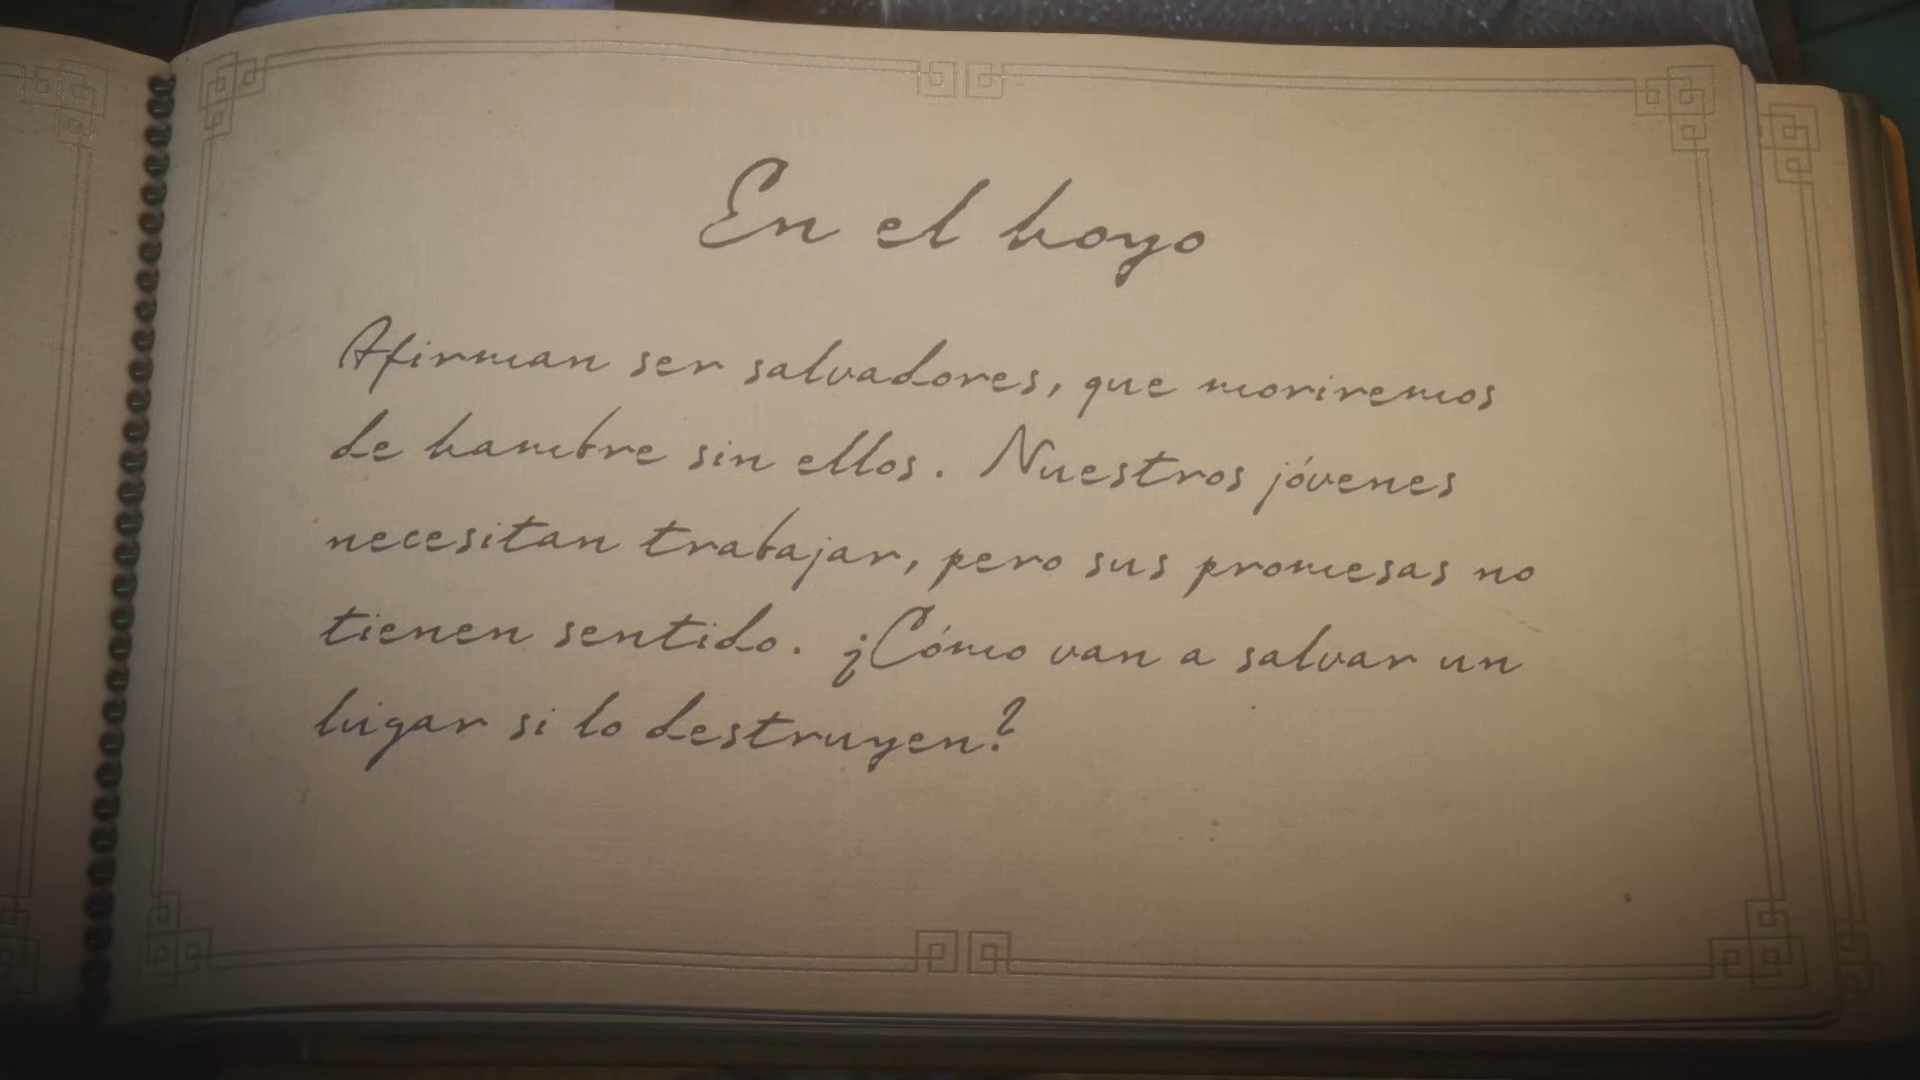 En el hoyo
Afirman ser salvadores, que moriremos
de hambre sin ellos. Nuestros jóvenes
necesitan trabajar, pero sus promesas no
tienen sentido. ¿Cómo van a salvar un
lugar si lo destruyen?